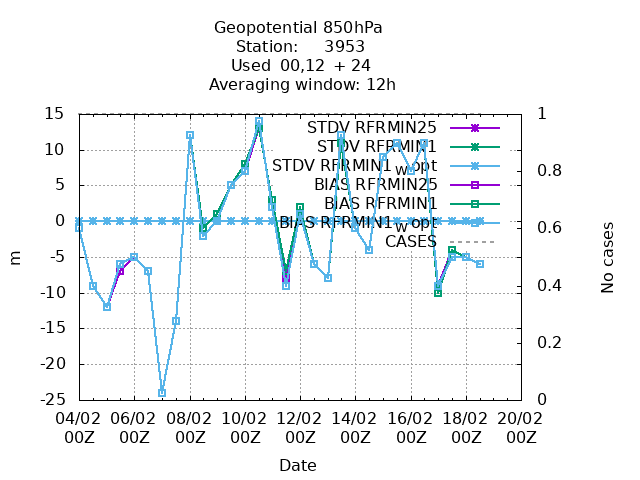 Geopotential 850hPa
Station: 3953
Used 00,12 + 24
Averaging window: 12h
15 10 5 0 -5 -10 -15 -20 -25
m
1 0.8 0.6 0.4 0.2 0
No cases
STDV RFRMIN25
STDV RFRMIN1
STDV RFRMIN1wopt
BIAS RFRMIN25
BIAS RFRMIN1
BIAS RFRMIN1wopt
CASES
04/02 06/02 08/02 10/02 12/02 14/02 16/02 18/02 20/02
00Z 00Z 00Z 00Z 00Z 00Z 00Z 00Z 00Z
Date